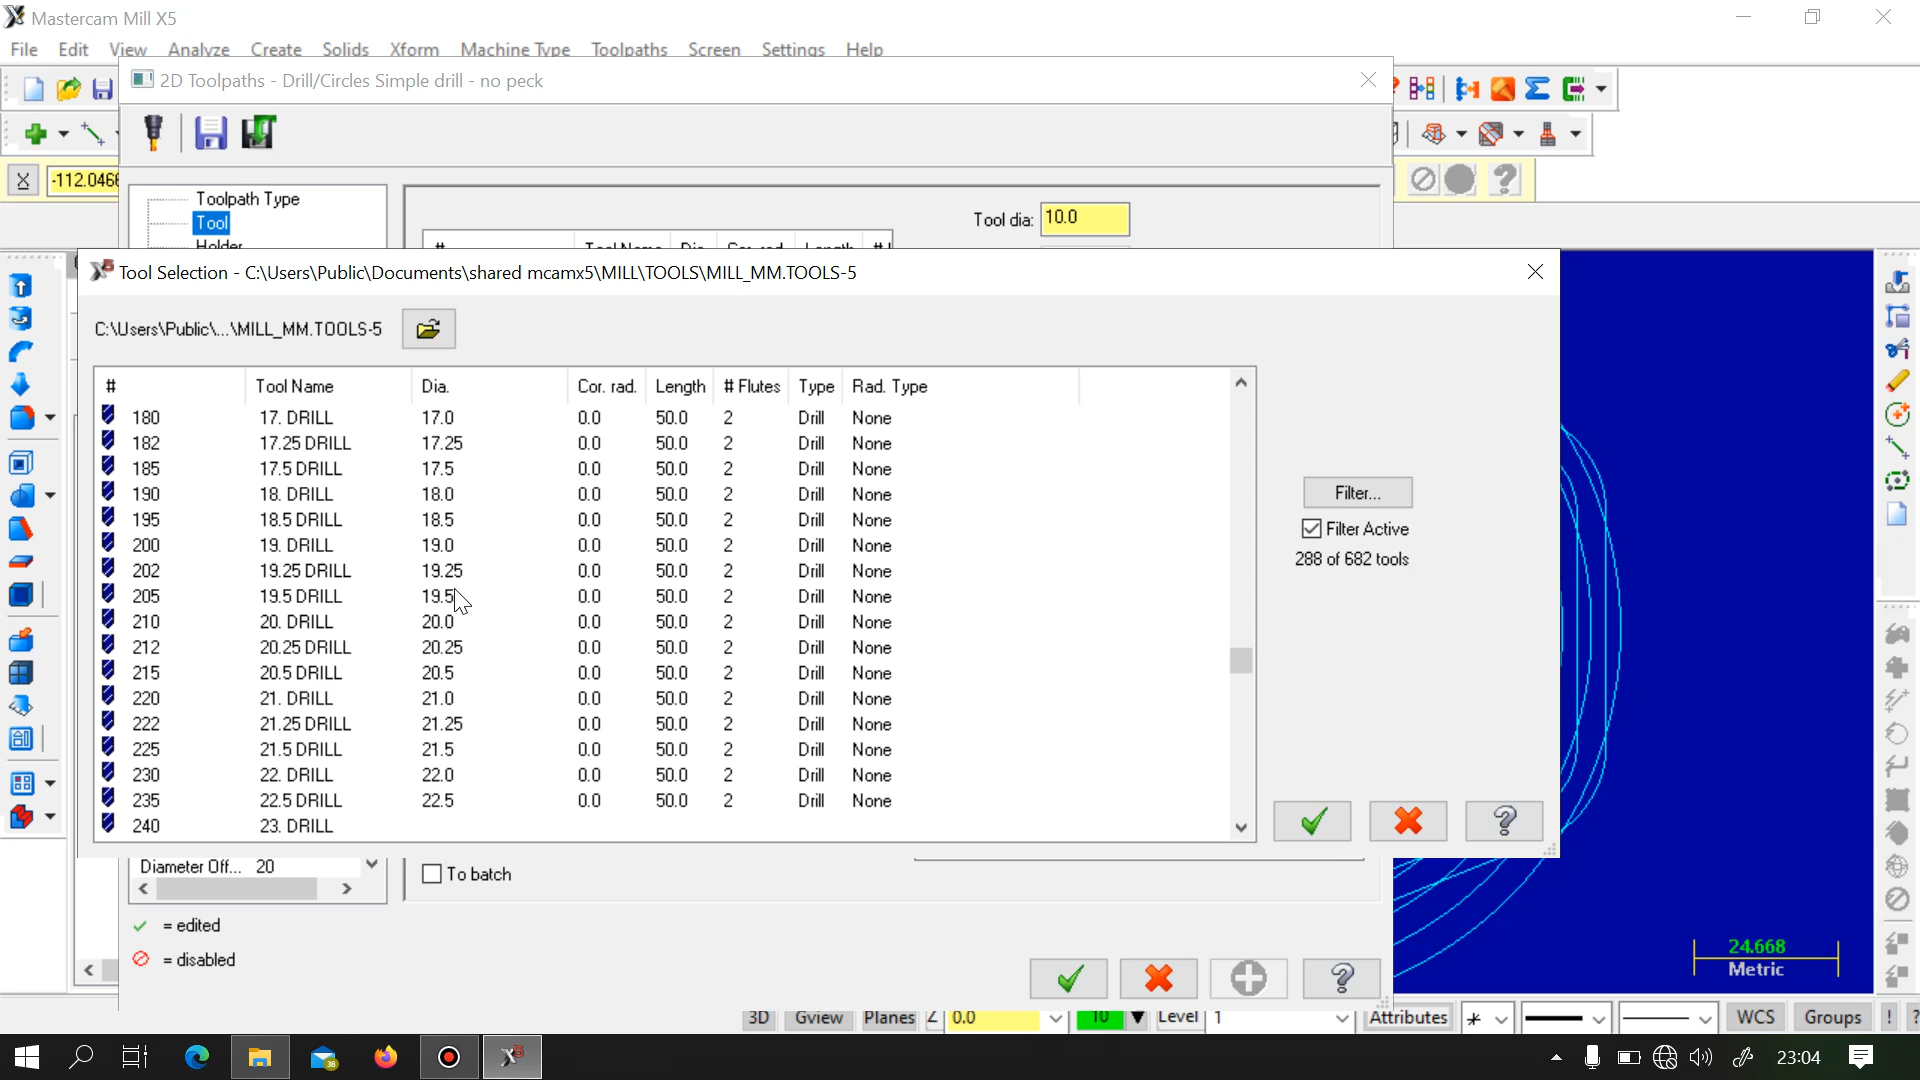 Mastercam Mill X5
File Edit View Analyze Create Solids Xform Machine Type Toolpaths Screen Settings Help
2D Toolpaths - Drill/Circles Simple drill - no peck
-112.0466
Toolpath Type
Tool
Holder
Tool dia: 10.0
# Tool Name Dia. Cor. rad. Length
Tool Selection - C:\Users\Public\Documents\shared mcamx5\MILL\TOOLS\MILL_MM.TOOLS-5
C:\Users\Public\...\MILL_MM.TOOLS-5
# Tool Name Dia. Cor. rad. Length # Flutes Type Rad. Type
180 17. DRILL 17.0 0.0 50.0 2 Drill None
182 17.25 DRILL 17.25 0.0 50.0 2 Drill None
185 17.5 DRILL 17.5 0.0 50.0 2 Drill None
190 18. DRILL 18.0 0.0 50.0 2 Drill None
195 18.5 DRILL 18.5 0.0 50.0 2 Drill None
200 19. DRILL 19.0 0.0 50.0 2 Drill None
202 19.25 DRILL 19.25 0.0 50.0 2 Drill None
205 19.5 DRILL 19.5 0.0 50.0 2 Drill None
210 20. DRILL 20.0 0.0 50.0 2 Drill None
212 20.25 DRILL 20.25 0.0 50.0 2 Drill None
215 20.5 DRILL 20.5 0.0 50.0 2 Drill None
220 21. DRILL 21.0 0.0 50.0 2 Drill None
222 21.25 DRILL 21.25 0.0 50.0 2 Drill None
225 21.5 DRILL 21.5 0.0 50.0 2 Drill None
230 22. DRILL 22.0 0.0 50.0 2 Drill None
235 22.5 DRILL 22.5 0.0 50.0 2 Drill None
240 23. DRILL
Filter...
Filter Active
288 of 682 tools
Diameter Off... 20
To batch
= edited
= disabled
24.668
Metric
3D Gview Planes Z 0.0 10 Level 1 Attributes WCS Groups ! ?
38
23:04